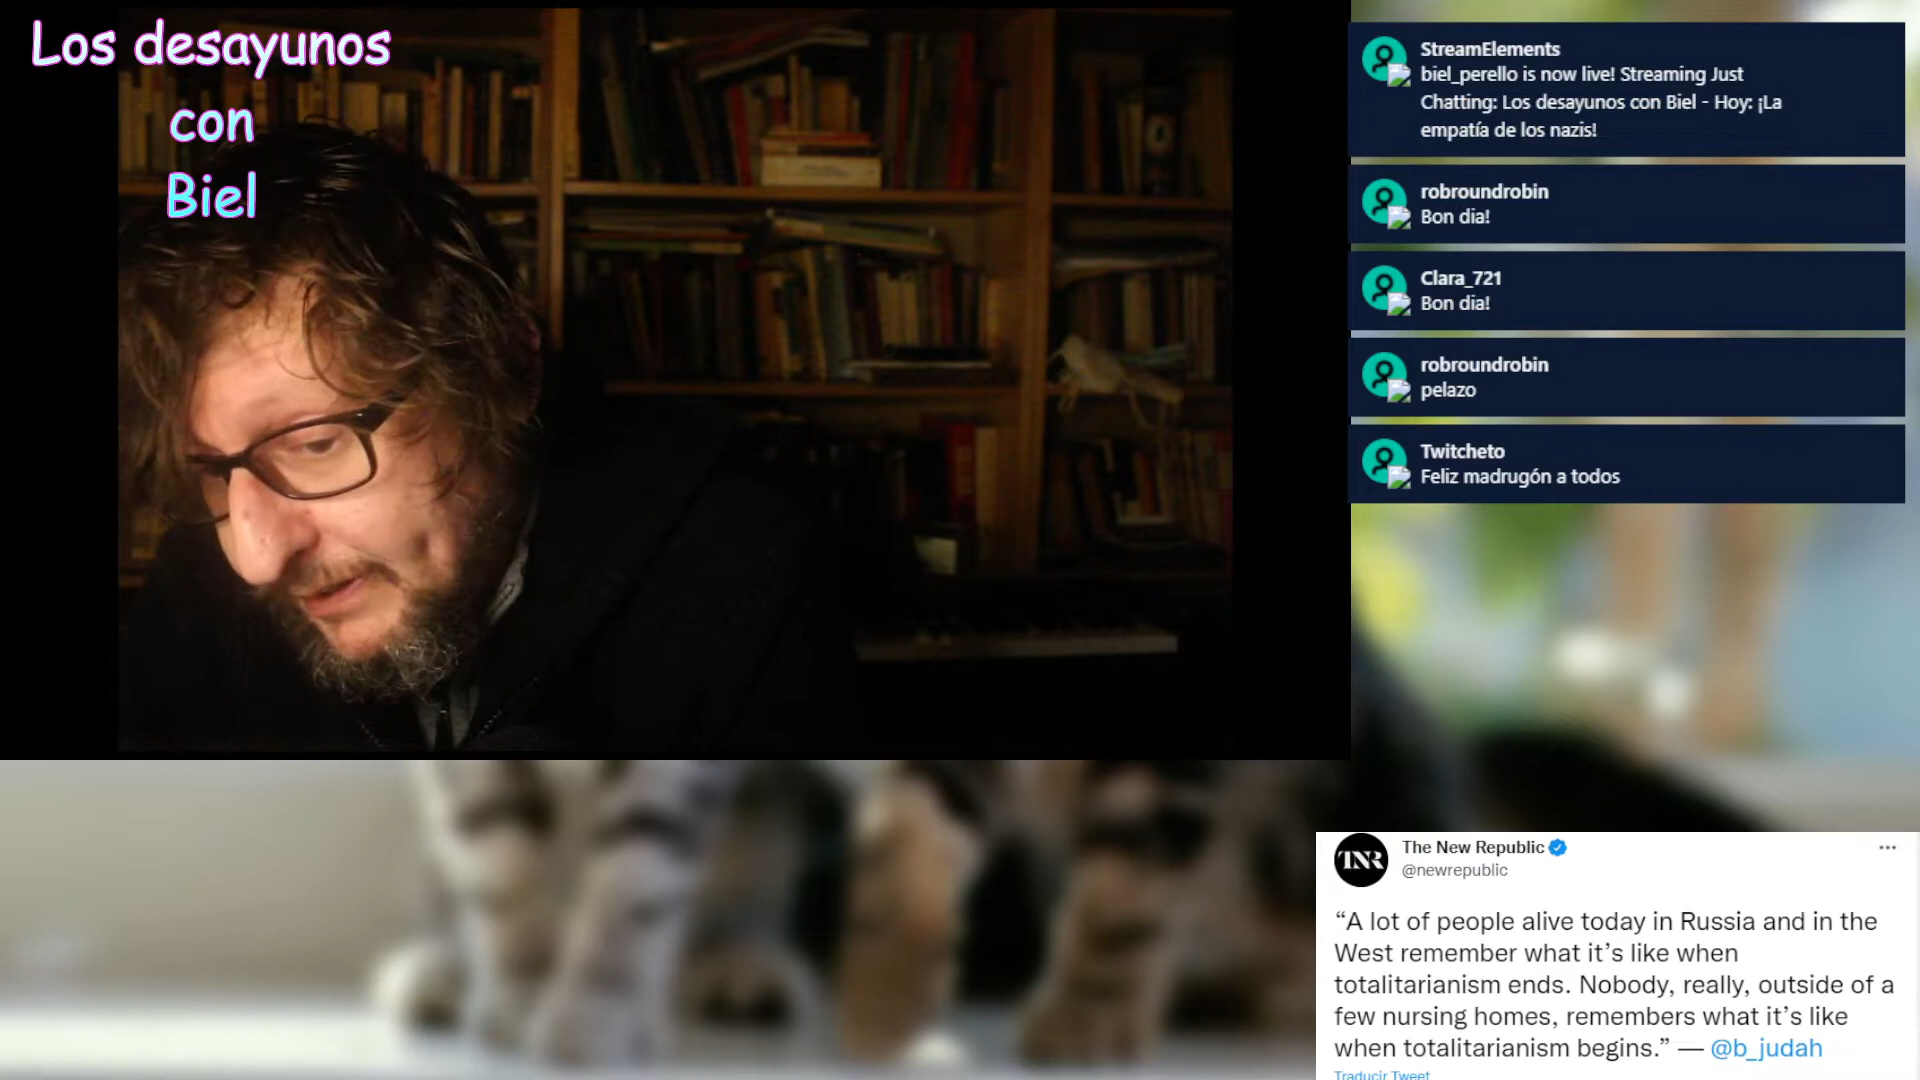 Los desayunos
con
Biel
StreamElements
biel_perello is now live! Streaming Just
Chatting: Los desayunos con Biel - Hoy: ¡La
empatía de los nazis!
robroundrobin
Bon dia!
Clara_721
Bon dia!
robroundrobin
pelazo
Twitcheto
Feliz madrugón a todos
TNR
The New Republic
@newrepublic
“A lot of people alive today in Russia and in the
West remember what it’s like when
totalitarianism ends. Nobody, really, outside of a
few nursing homes, remembers what it’s like
when totalitarianism begins.” — @b_judah
Traducir Tweet